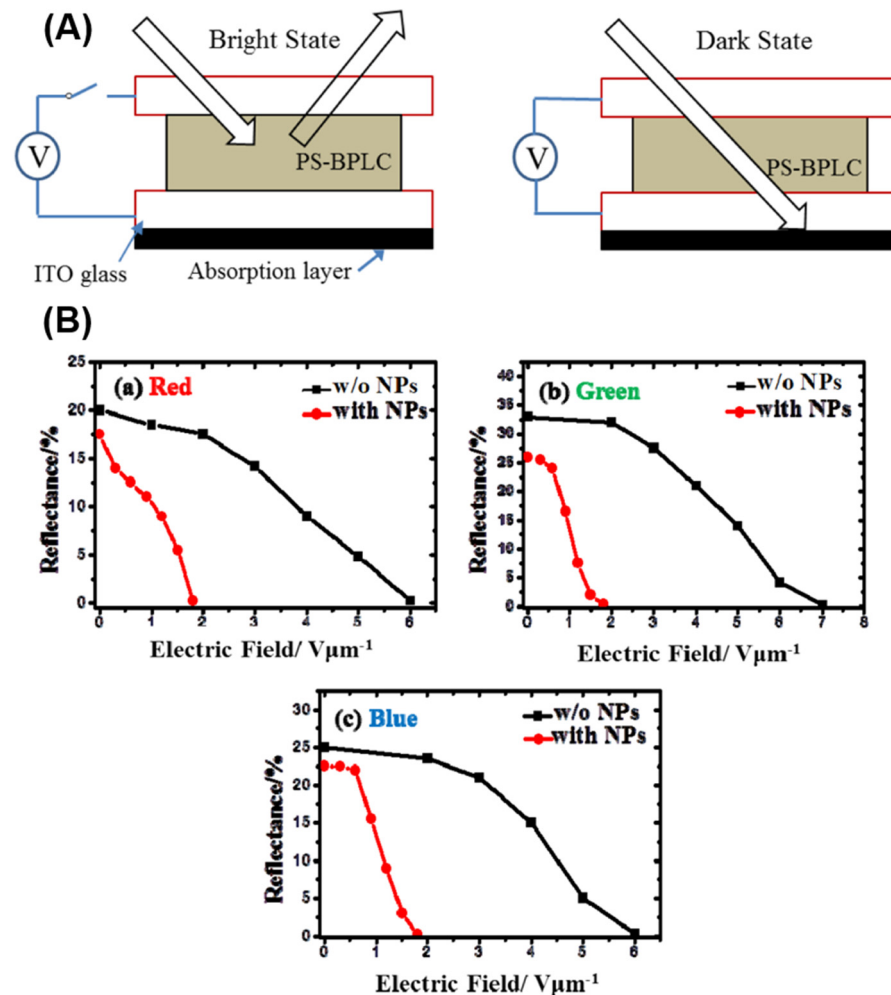 (A)
Bright State
Dark State
V
PS-BPLC
V
PS-BPLC
ITO glass
Absorption layer
(B)
(a) Red
w/o NPs
with NPs
Reflectance/%
25
20
15
10
5
0
0 1 2 3 4 5 6
Electric Field/ Vµm-1
(b) Green
w/o NPs
with NPs
Reflectance/%
40
35
30
25
20
15
10
5
0
0 1 2 3 4 5 6 7 8
Electric Field/ Vµm-1
(c) Blue
w/o NPs
with NPs
Reflectance/%
30
25
20
15
10
5
0
0 1 2 3 4 5 6
Electric Field/ Vµm-1